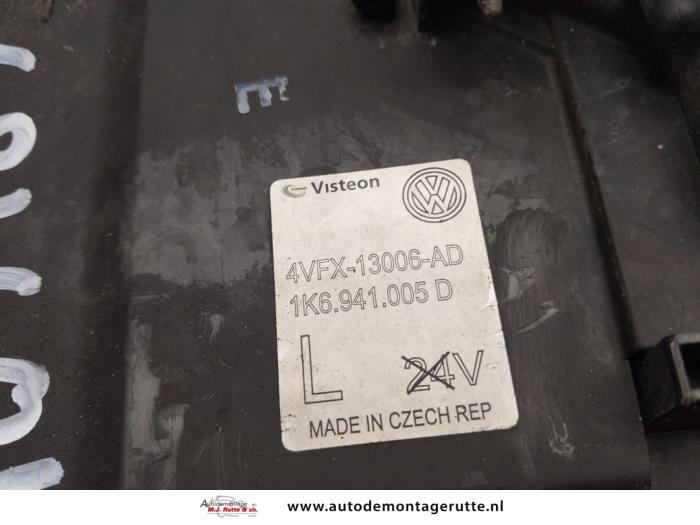 E
Visteon
4VFX-13006-AD
1K6.941.005 D
L 24V
MADE IN CZECH REP
Autodemontage
M.J. Rutte & zn.
www.autodemontagerutte.nl